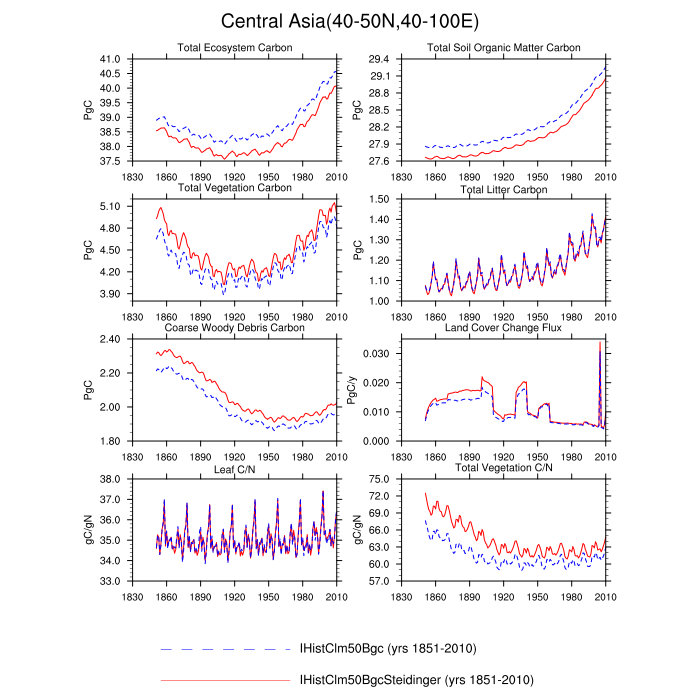 Central Asia(40-50N,40-100E)
Total Ecosystem Carbon
PgC
41.0
40.5
40.0
39.5
39.0
38.5
38.0
37.5
1830 1860 1890 1920 1950 1980 2010
Total Soil Organic Matter Carbon
PgC
29.4
29.1
28.8
28.5
28.2
27.9
27.6
1830 1860 1890 1920 1950 1980 2010
Total Vegetation Carbon
PgC
5.10
4.80
4.50
4.20
3.90
1830 1860 1890 1920 1950 1980 2010
Total Litter Carbon
PgC
1.50
1.40
1.30
1.20
1.10
1.00
1830 1860 1890 1920 1950 1980 2010
Coarse Woody Debris Carbon
PgC
2.40
2.20
2.00
1.80
1830 1860 1890 1920 1950 1980 2010
Land Cover Change Flux
PgC/y
0.030
0.020
0.010
0.000
1830 1860 1890 1920 1950 1980 2010
Leaf C/N
gC/gN
38.0
37.0
36.0
35.0
34.0
33.0
1830 1860 1890 1920 1950 1980 2010
Total Vegetation C/N
gC/gN
75.0
72.0
69.0
66.0
63.0
60.0
57.0
1830 1860 1890 1920 1950 1980 2010
IHistClm50Bgc (yrs 1851-2010)
IHistClm50BgcSteidinger (yrs 1851-2010)